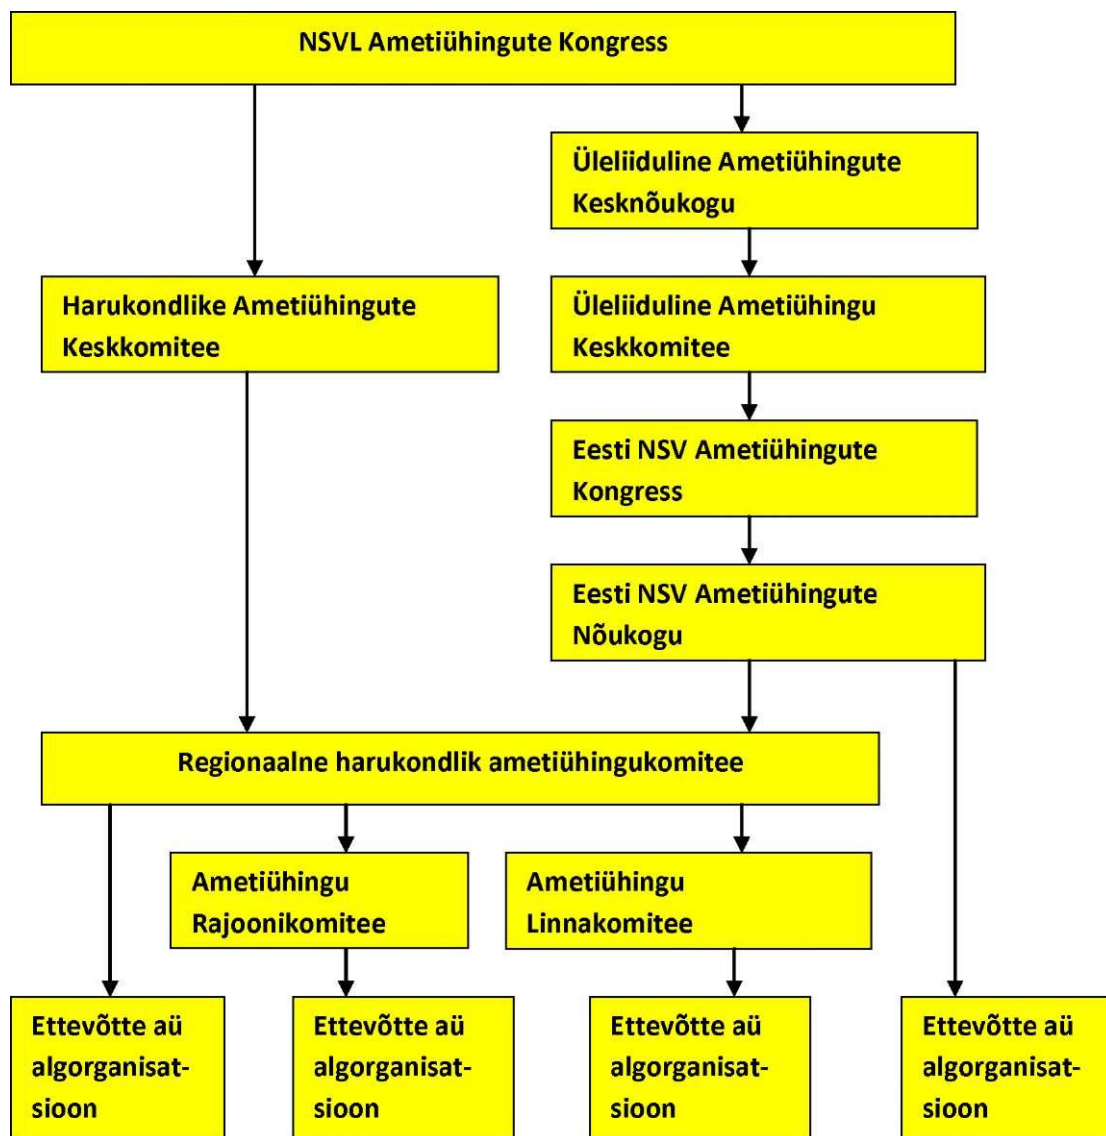 NSVL Ametiühingute Kongress
Üleliiduline Ametiühingute
Kesknõukogu
Harukondlike Ametiühingute
Keskkomitee
Üleliiduline Ametiühingu
Keskkomitee
Eesti NSV Ametiühingute
Kongress
Eesti NSV Ametiühingute
Nõukogu
Regionaalne harukondlik ametiühingukomitee
Ametiühingu
Rajoonikomitee
Ametiühingu
Linnakomitee
Ettevõtte aü
algorganisat-
sioon
Ettevõtte aü
algorganisat-
sioon
Ettevõtte aü
algorganisat-
sioon
Ettevõtte aü
algorganisat-
sioon